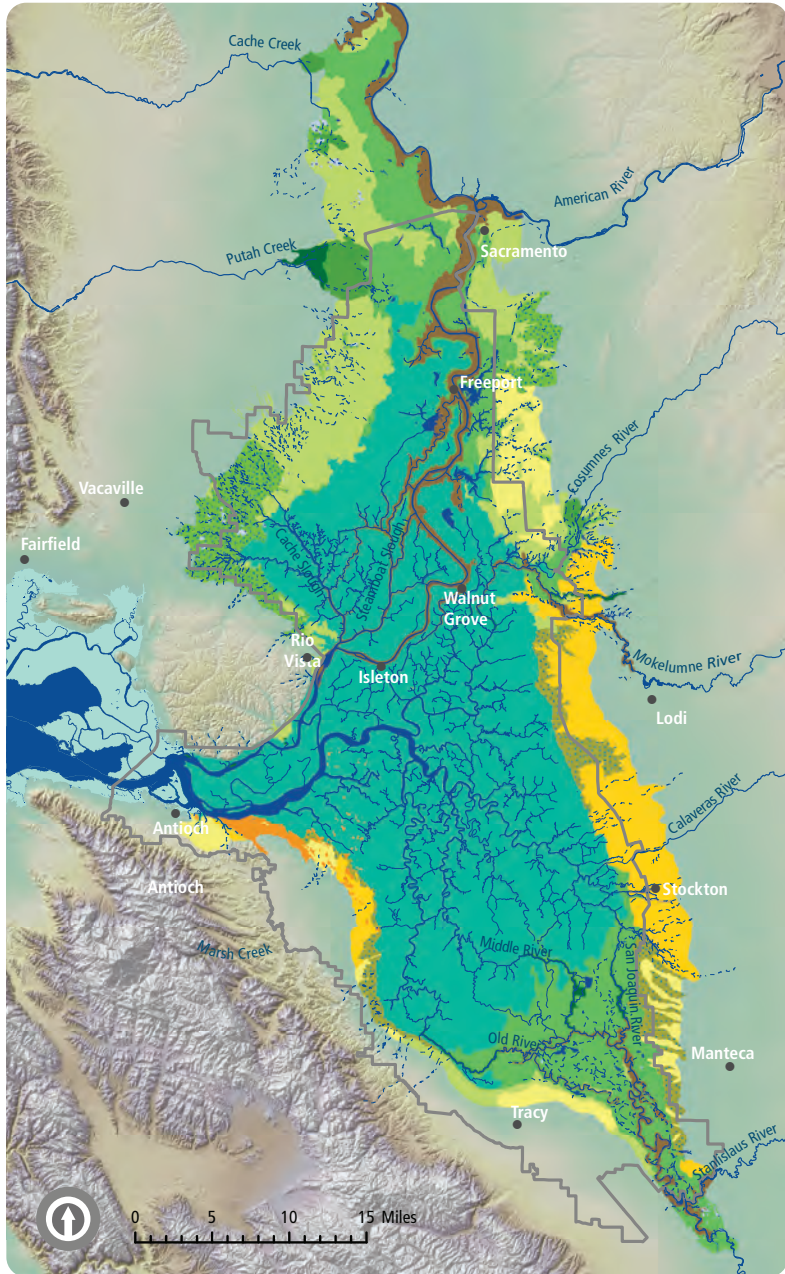 Cache Creek
American River
Putah Creek
Sacramento
Freeport
Cosumnes River
Vacaville
Fairfield
Cache Slough
Steamboat Slough
Walnut
Grove
Rio
Vista
Isleton
Mokelumne River
Lodi
Calaveras River
Antioch
Antioch
Stockton
Marsh Creek
Middle River
San Joaquin River
Old River
Manteca
Tracy
Stanislaus River
0 5 10 15 Miles